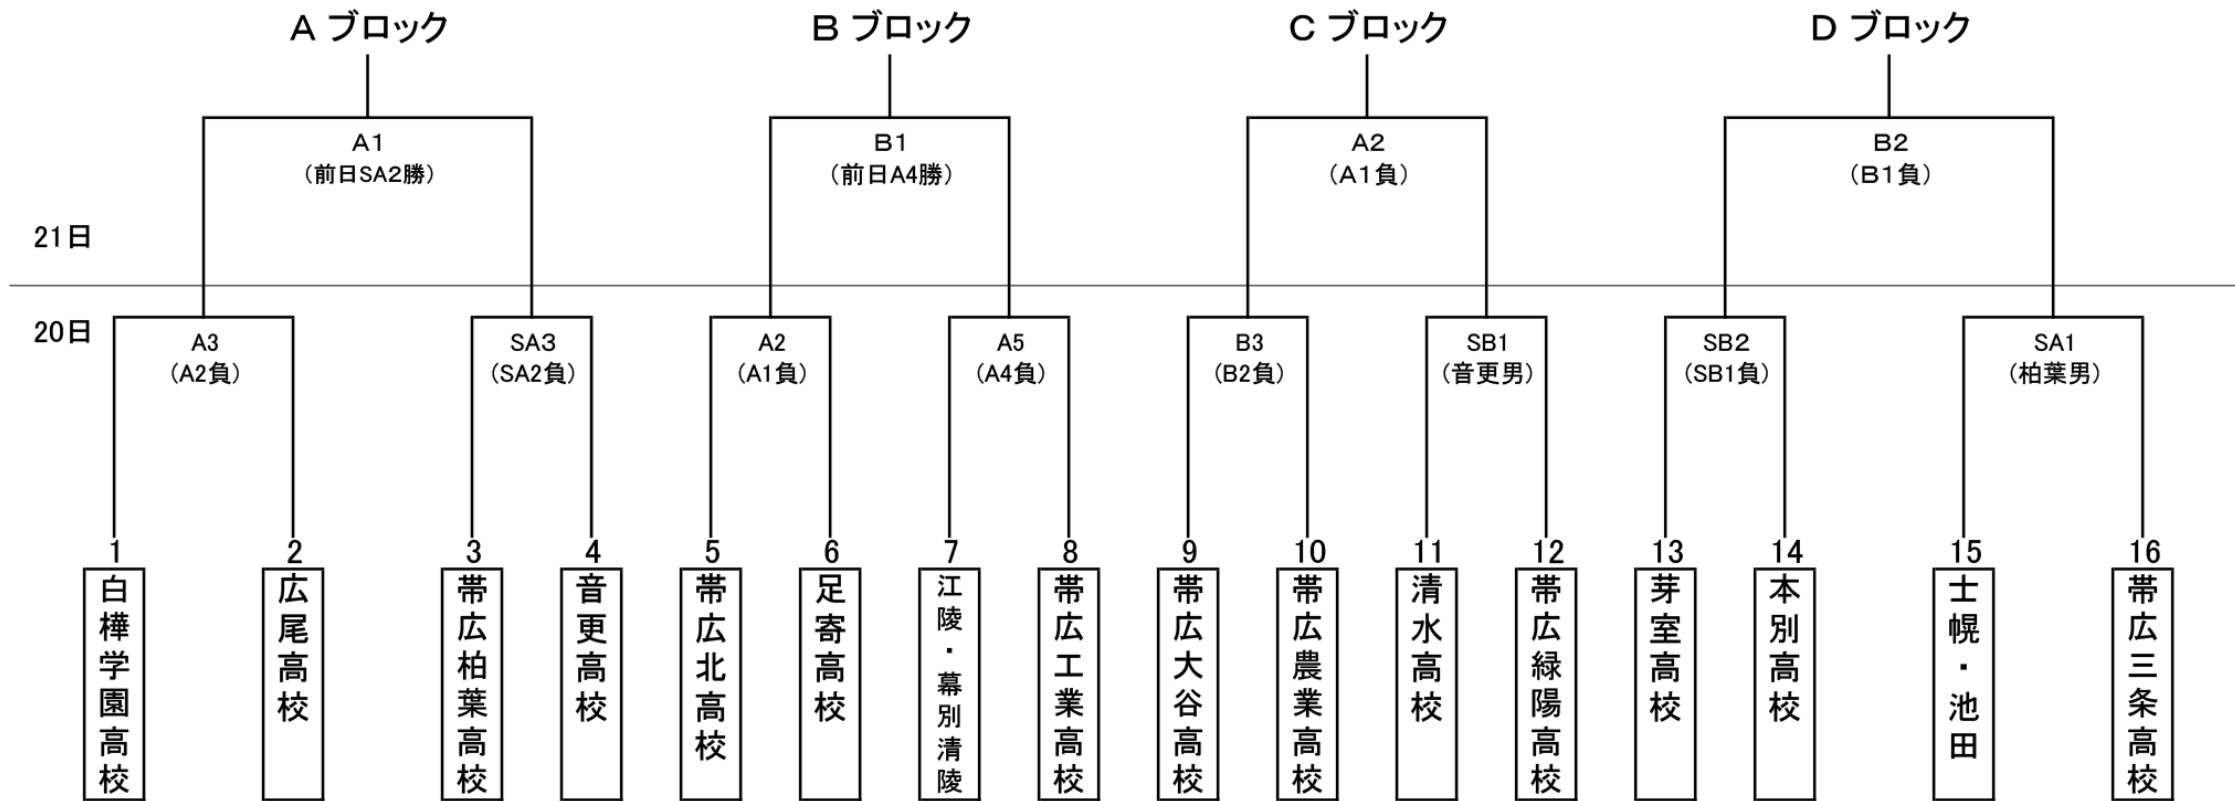 A ブロック
B ブロック
C ブロック
D ブロック
A1
(前日SA2勝)
B1
(前日A4勝)
A2
(A1負)
B2
(B1負)
21日
20日
A3
(A2負)
SA3
(SA2負)
A2
(A1負)
A5
(A4負)
B3
(B2負)
SB1
(音更男)
SB2
(SB1負)
SA1
(柏葉男)
1
白樺学園高校
2
広尾高校
3
帯広柏葉高校
4
音更高校
5
帯広北高校
6
足寄高校
7
江陵・幕別清陵
8
帯広工業高校
9
帯広大谷高校
10
帯広農業高校
11
清水高校
12
帯広緑陽高校
13
芽室高校
14
本別高校
15
士幌・池田
16
帯広三条高校